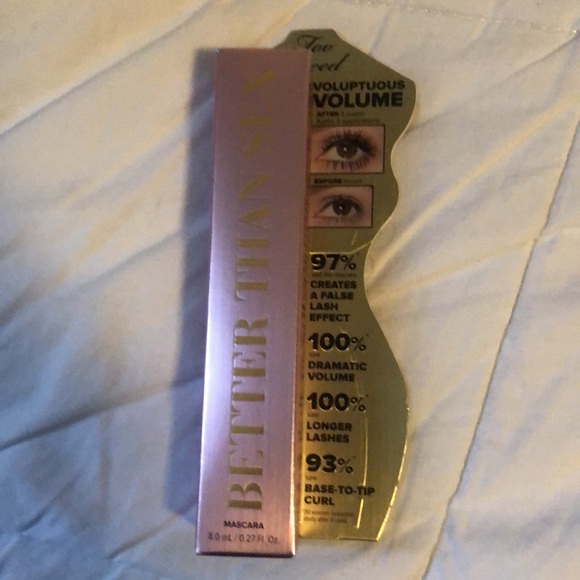 BETTER THAN SEX
MASCARA
8.0 mL / 0.27 Fl. Oz.
Too
VOLUPTUOUS
VOLUME
AFTER
BEFORE
97%*
CREATES
A FALSE
LASH
EFFECT
100%*
DRAMATIC
VOLUME
100%*
LONGER
LASHES
93%*
BASE-TO-TIP
CURL